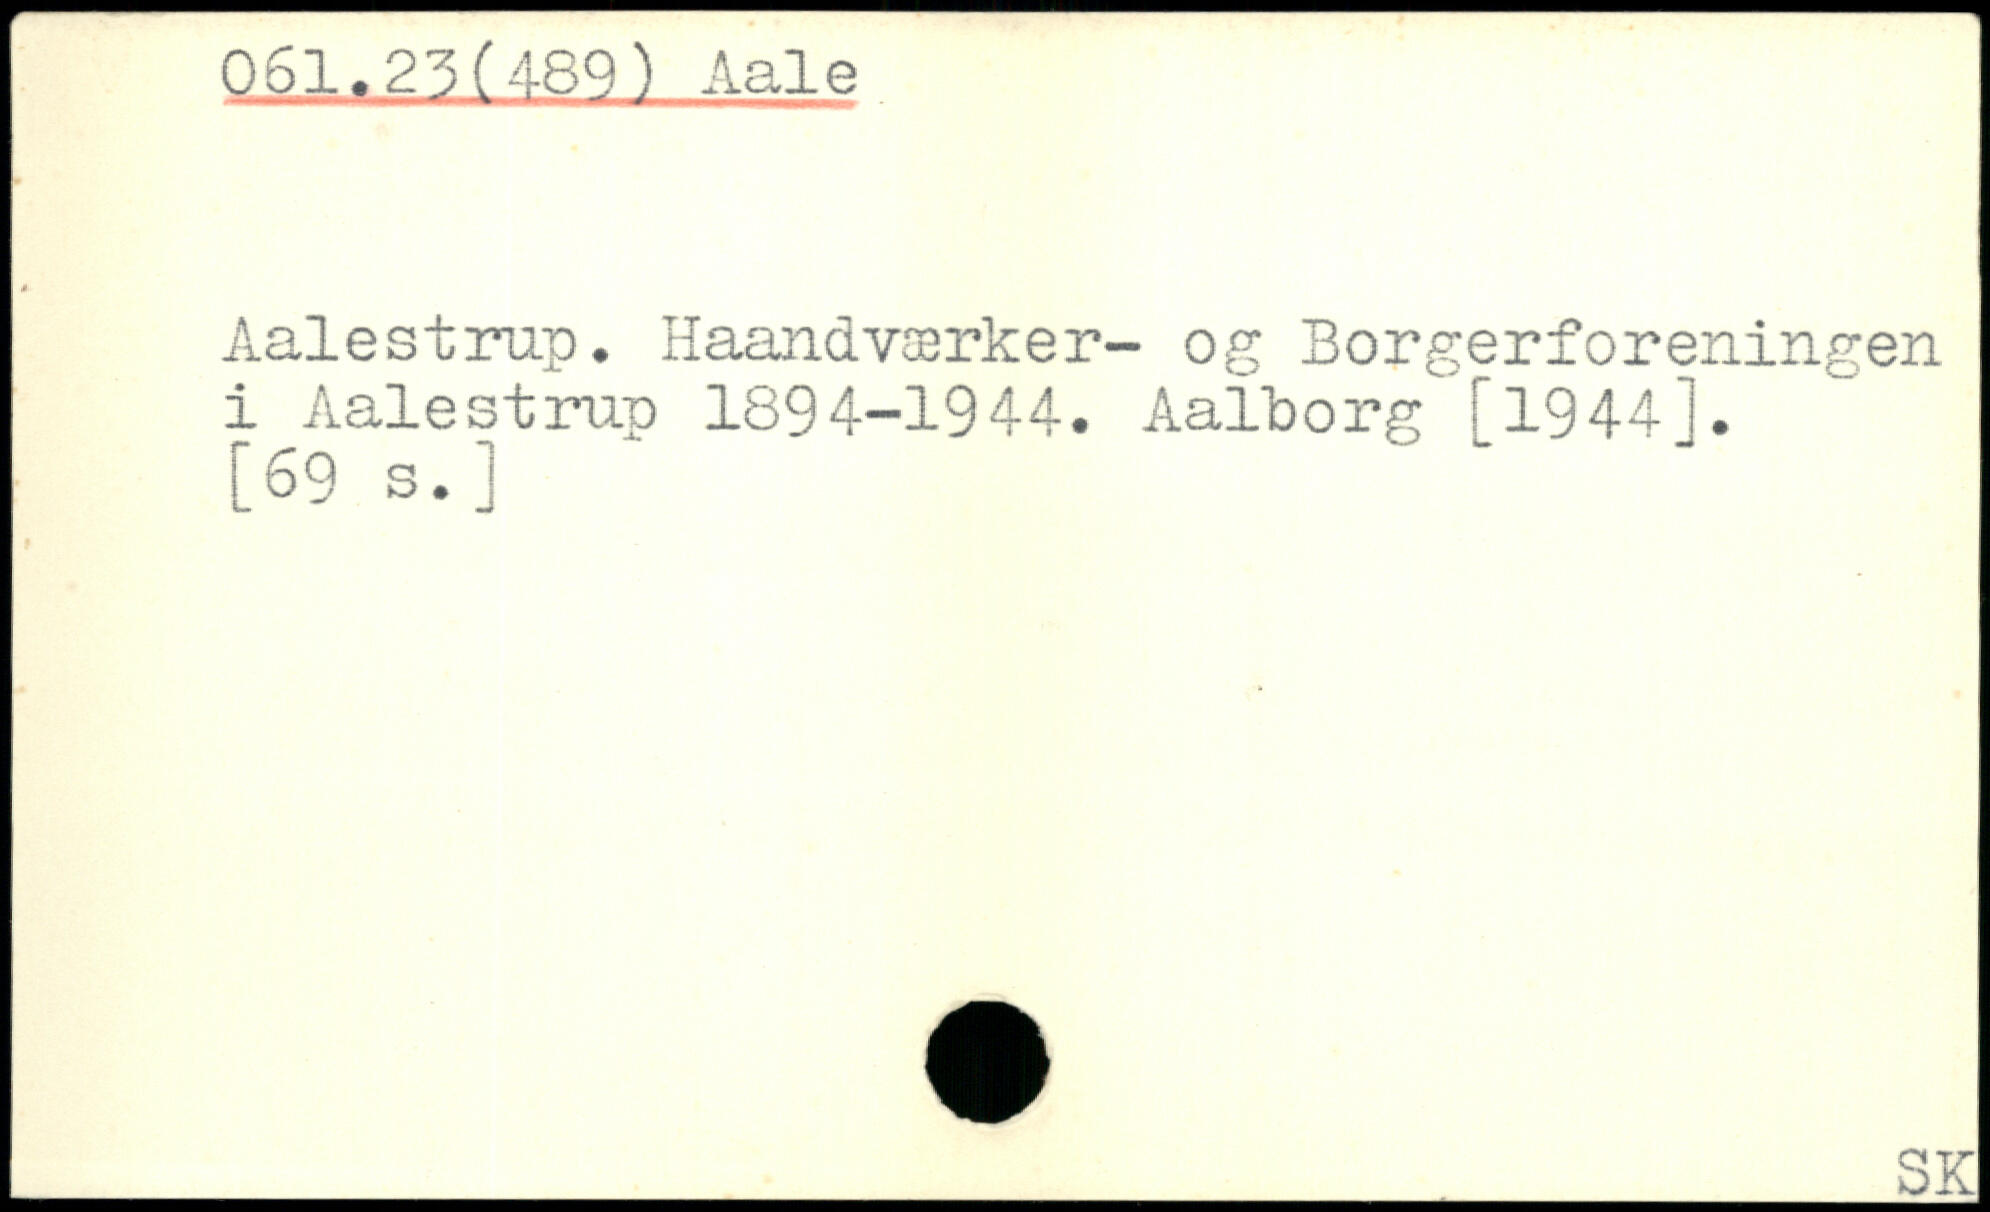 061.23(489) Aale
Aalestrup. Haandværker- og Borgerforeningen
i Aalestrup 1894-1944. Aalborg [1944].
[69 s.]
SK